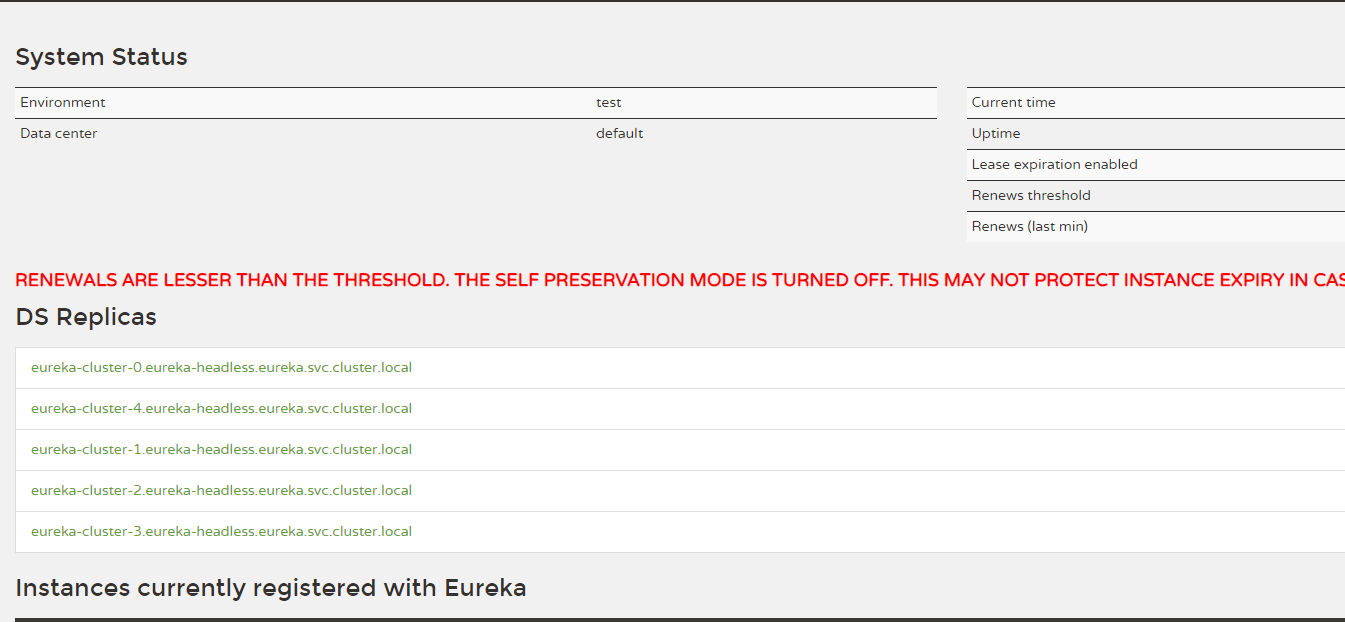 System Status
Environment test
Data center default
Current time
Uptime
Lease expiration enabled
Renews threshold
Renews (last min)
RENEWALS ARE LESSER THAN THE THRESHOLD. THE SELF PRESERVATION MODE IS TURNED OFF. THIS MAY NOT PROTECT INSTANCE EXPIRY IN CAS
DS Replicas
eureka-cluster-0.eureka-headless.eureka.svc.cluster.local
eureka-cluster-4.eureka-headless.eureka.svc.cluster.local
eureka-cluster-1.eureka-headless.eureka.svc.cluster.local
eureka-cluster-2.eureka-headless.eureka.svc.cluster.local
eureka-cluster-3.eureka-headless.eureka.svc.cluster.local
Instances currently registered with Eureka